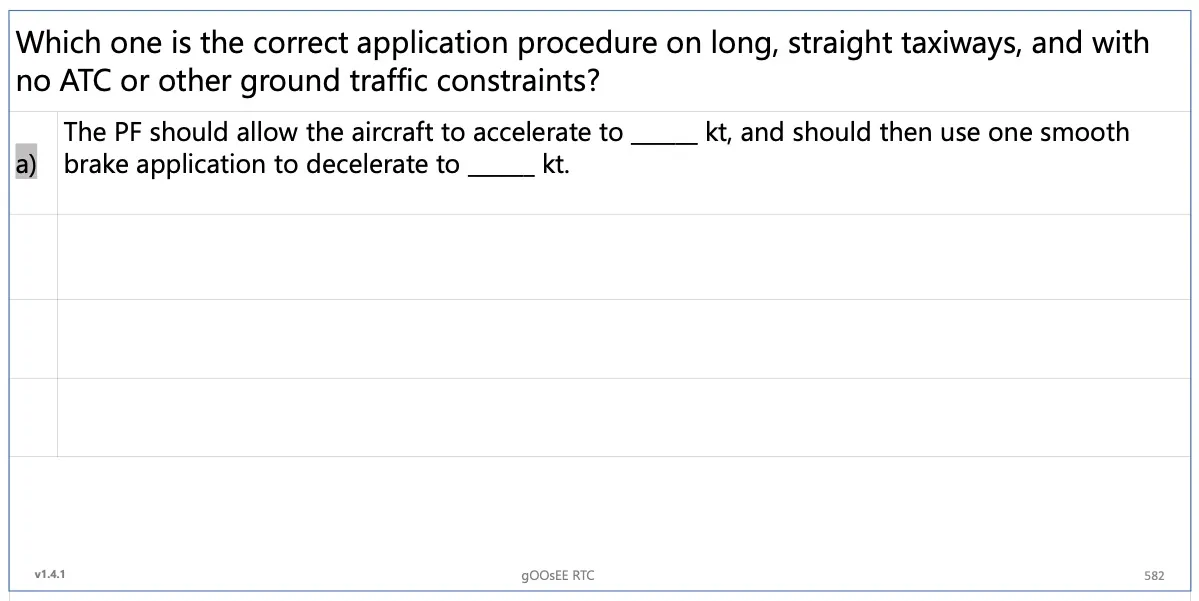 Which one is the correct application procedure on long, straight taxiways, and with
no ATC or other ground traffic constraints?
The PF should allow the aircraft to accelerate to _____ kt, and should then use one smooth
a) brake application to decelerate to _____ kt.
v1.4.1 gOOsEE RTC 582